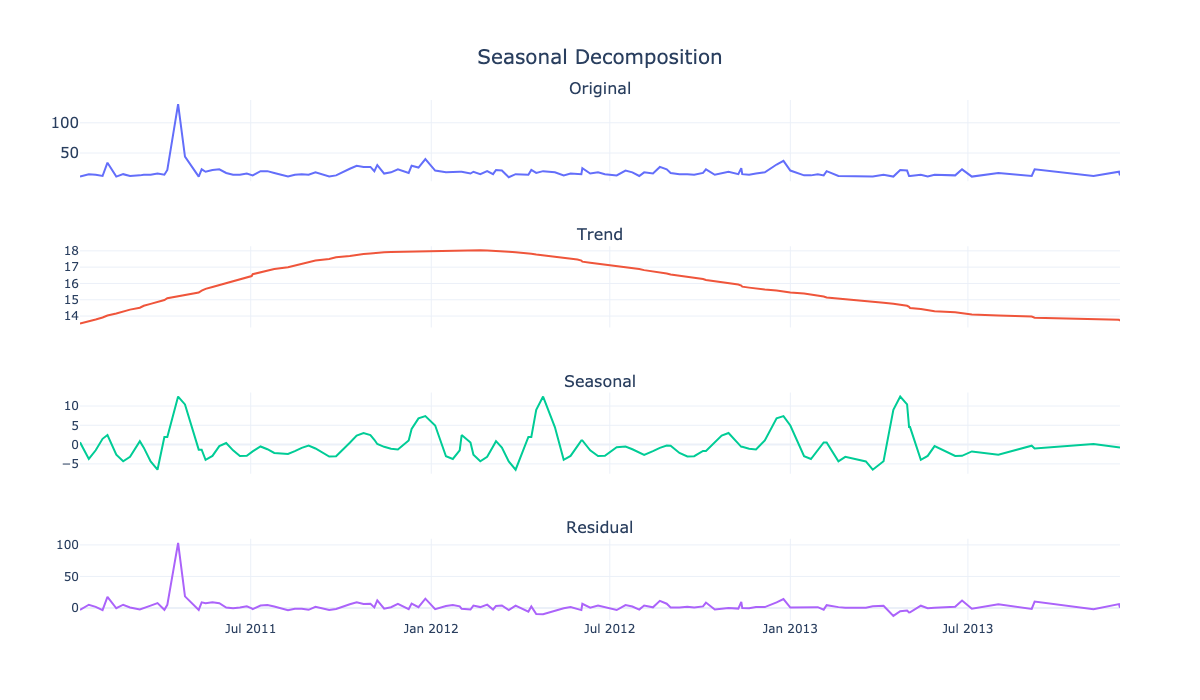 Seasonal Decomposition
Original
100
50
Trend
18
17
16
15
14
Seasonal
10
5
0
−5
Residual
100
50
0
Jul 2011 Jan 2012 Jul 2012 Jan 2013 Jul 2013